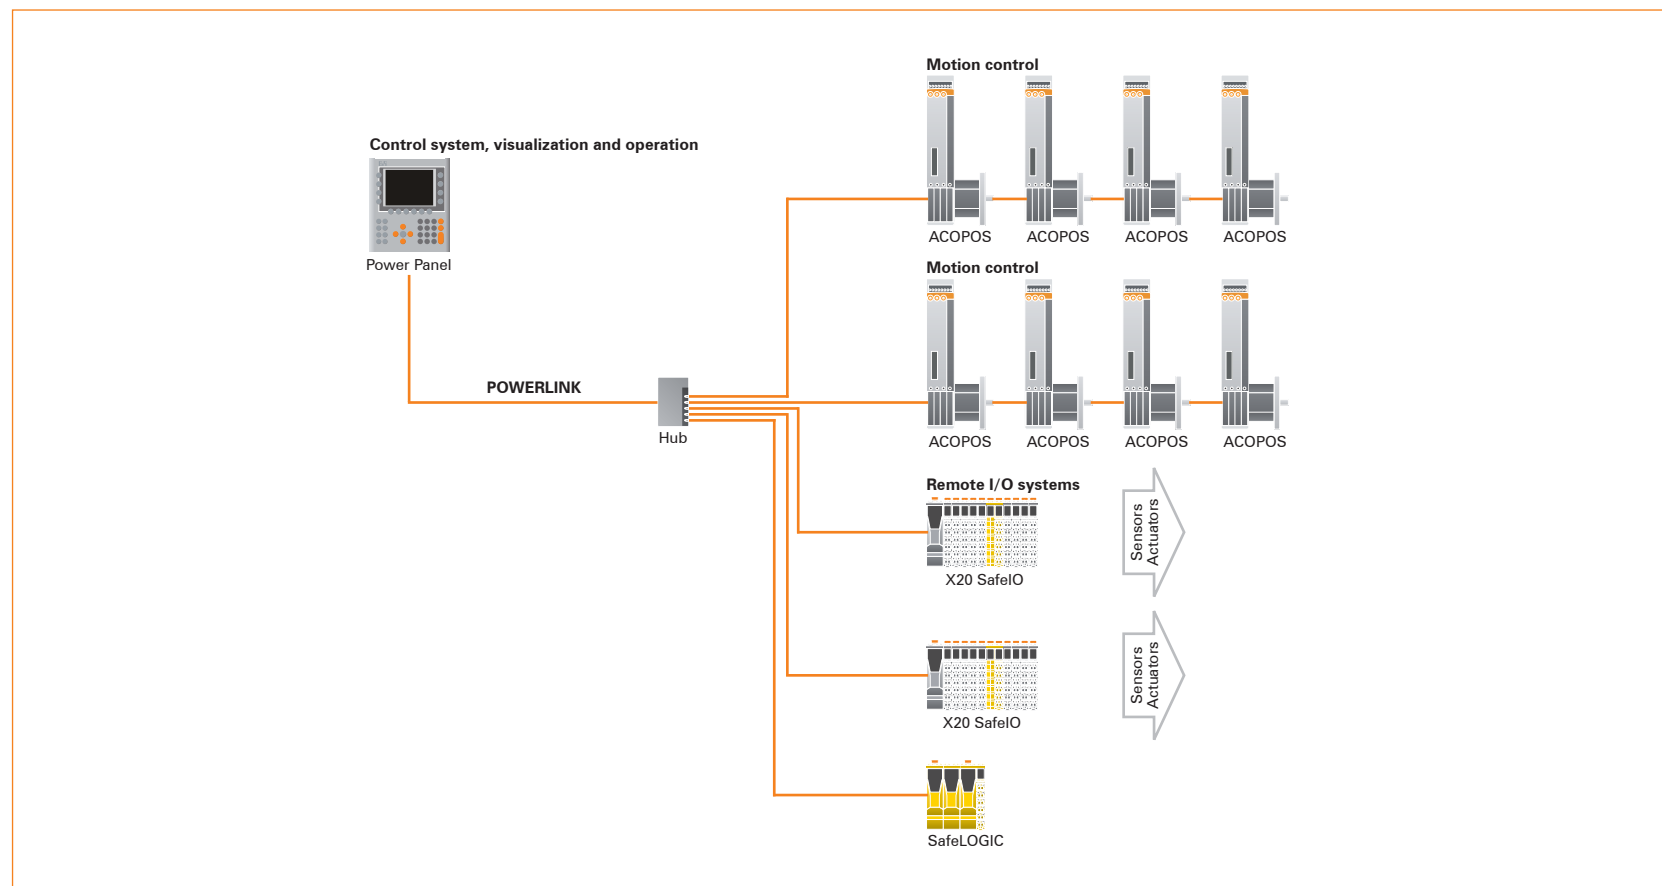 Motion control
ACOPOS ACOPOS ACOPOS ACOPOS
Control system, visualization and operation
Power Panel
Motion control
ACOPOS ACOPOS ACOPOS ACOPOS
POWERLINK
Hub
Remote I/O systems
X20 SafeIO
Sensors
Actuators
X20 SafeIO
Sensors
Actuators
SafeLOGIC